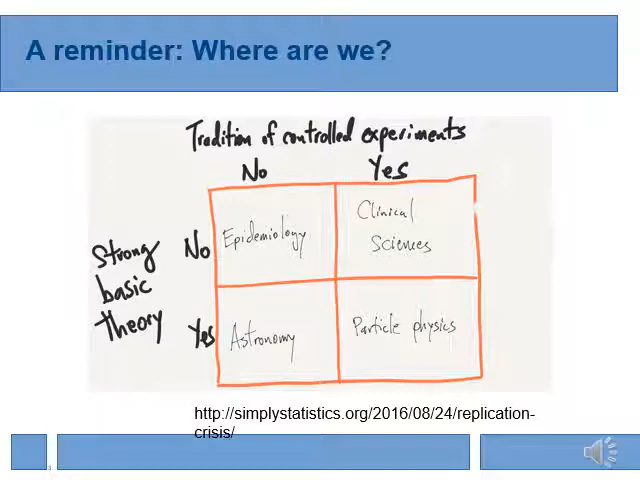 A reminder: Where are we?
Tradition of controlled experiments
No Yes
Strong basic theory
No Epidemiology Clinical Sciences
Yes Astronomy Particle physics
http://simplystatistics.org/2016/08/24/replication-
crisis/
3